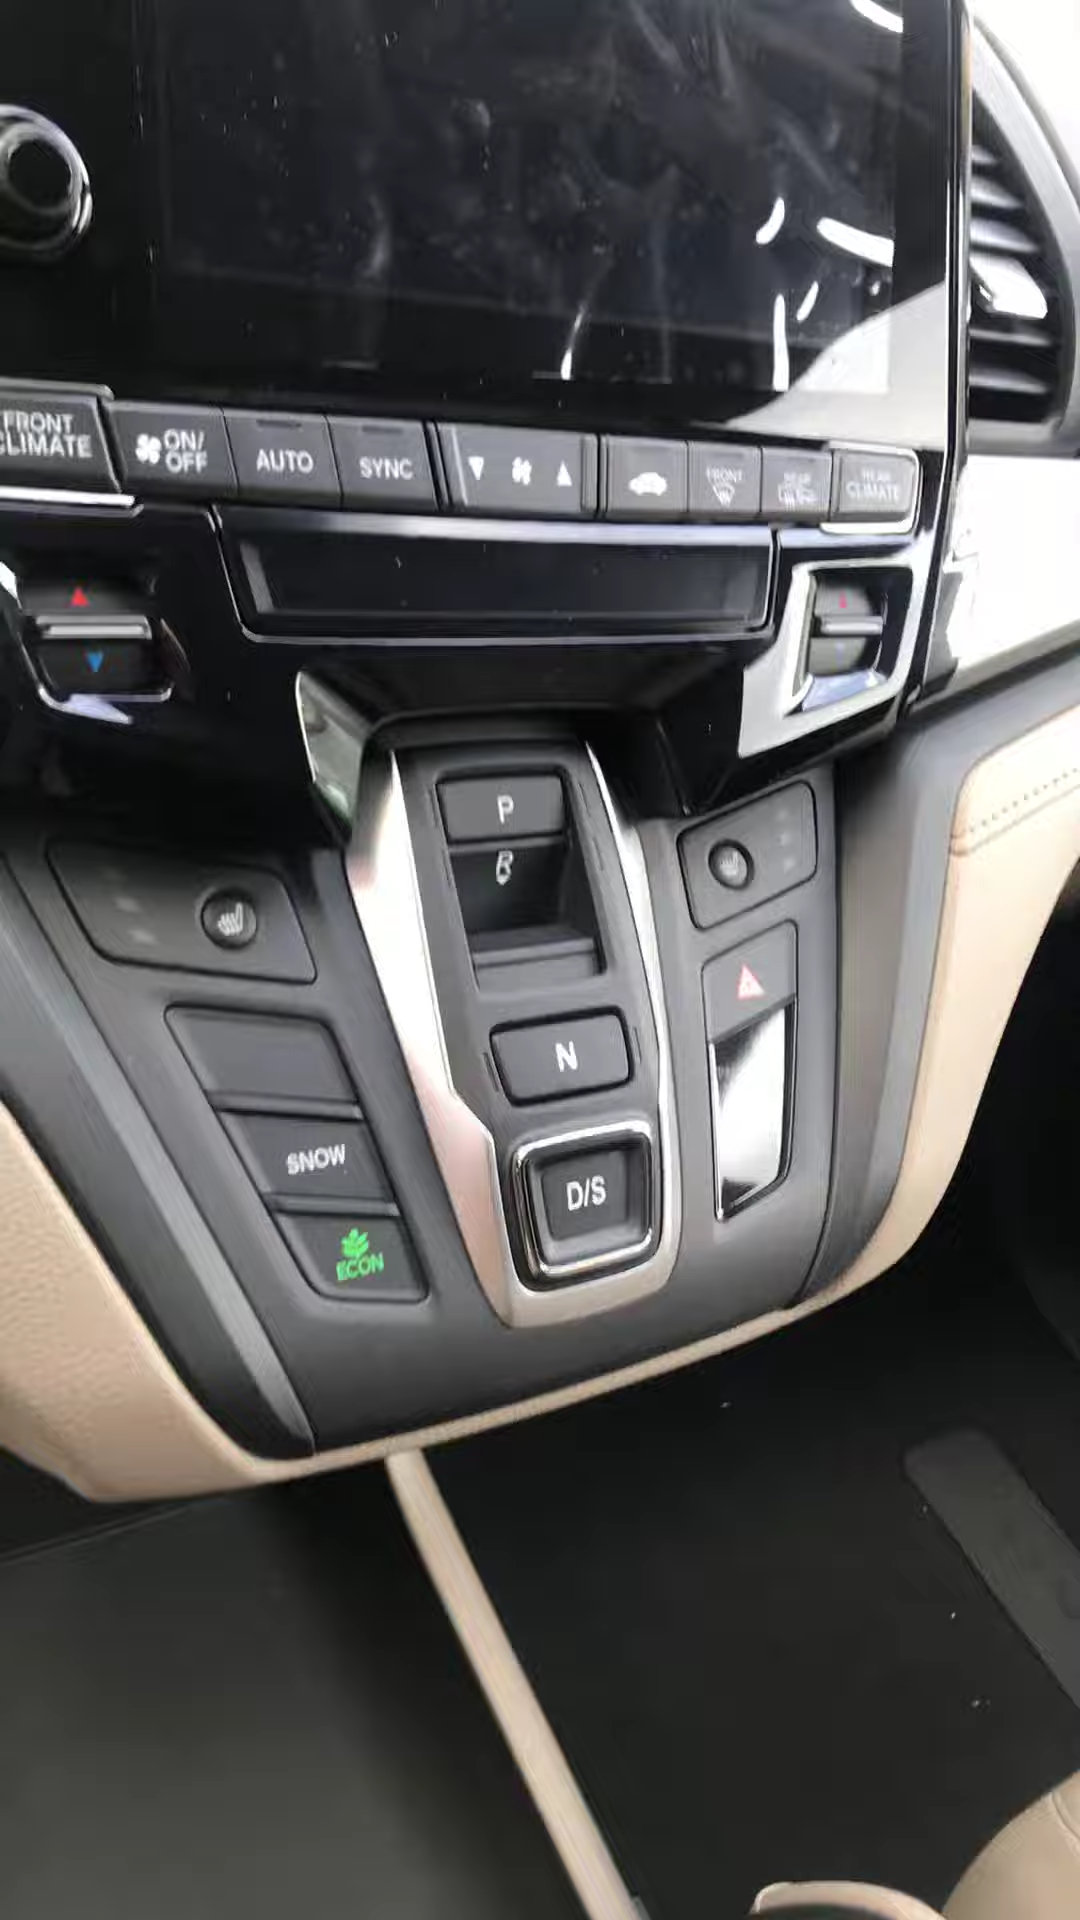 FRONT
CLIMATE
ON/
OFF
AUTO
SYNC
FRONT
REAR
REAR
CLIMATE
P
N
SNOW
D/S
ECON